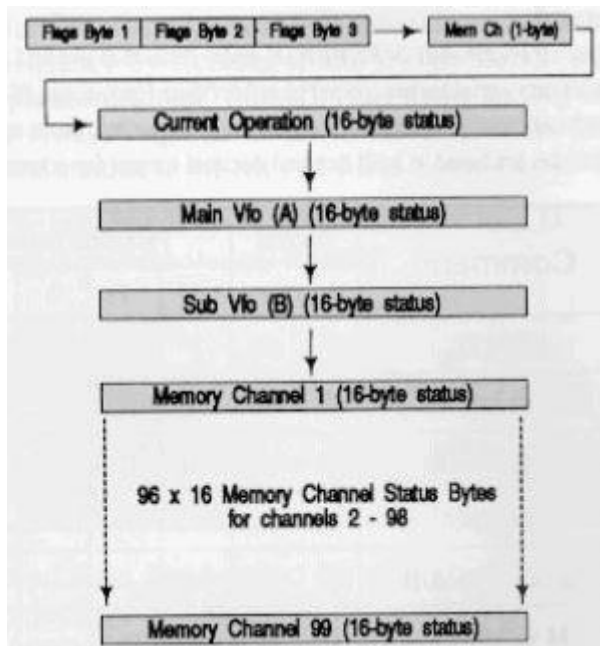 Flags Byte 1 Flags Byte 2 Flags Byte 3 Mem Ch (1-byte)
Current Operation (16-byte status)
Main Vfo (A) (16-byte status)
Sub Vfo (B) (16-byte status)
Memory Channel 1 (16-byte status)
96 x 16 Memory Channel Status Bytes
for channels 2 - 98
Memory Channel 99 (16-byte status)